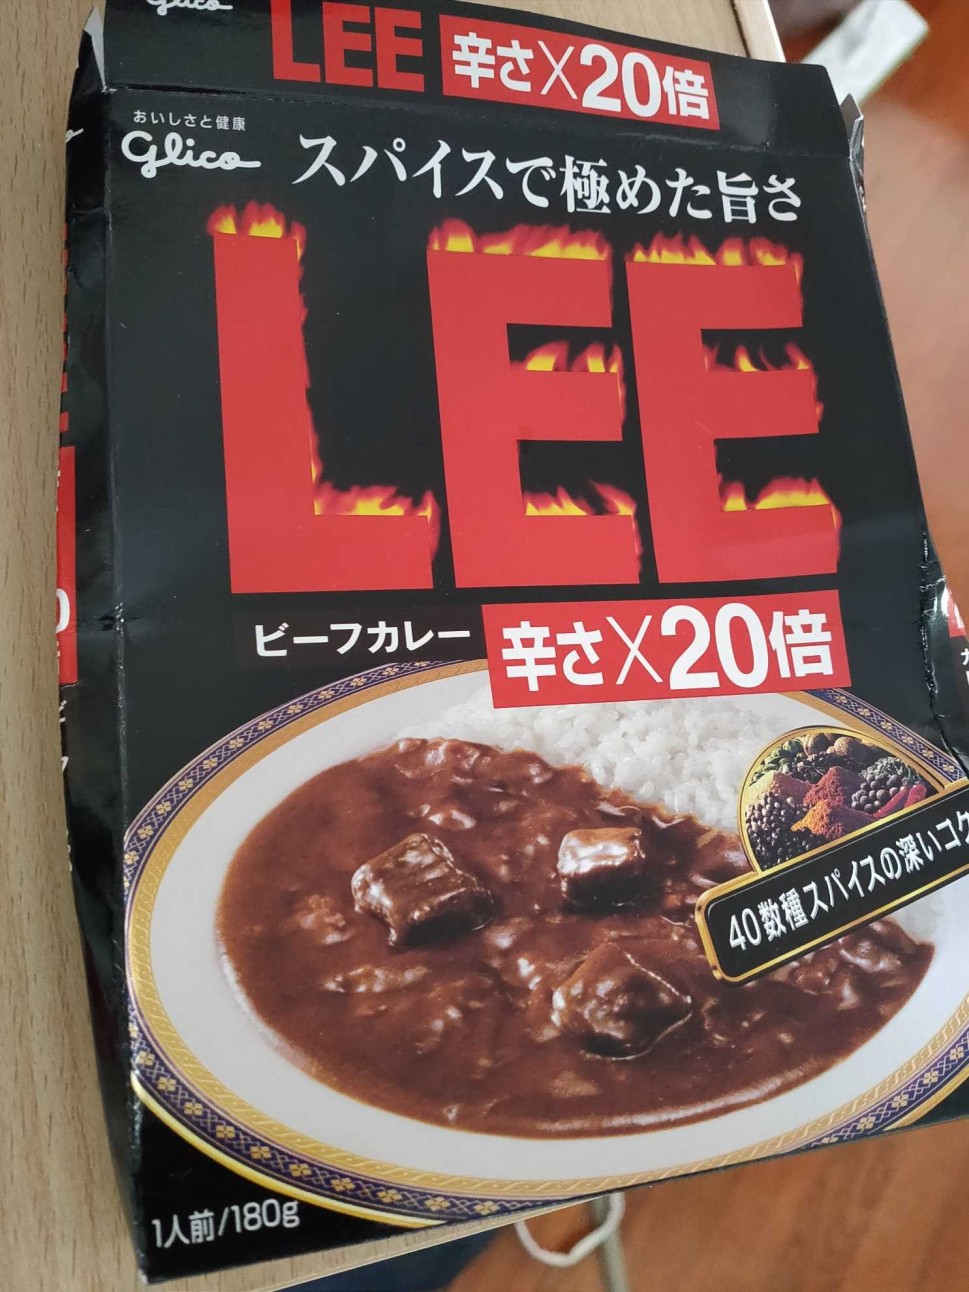 Glico
LEE 辛さ×20倍
おいしさと健康
Glico
スパイスで極めた旨さ
LEE
ビーフカレー 辛さ×20倍
40数種スパイスの深いコク
1人前/180g